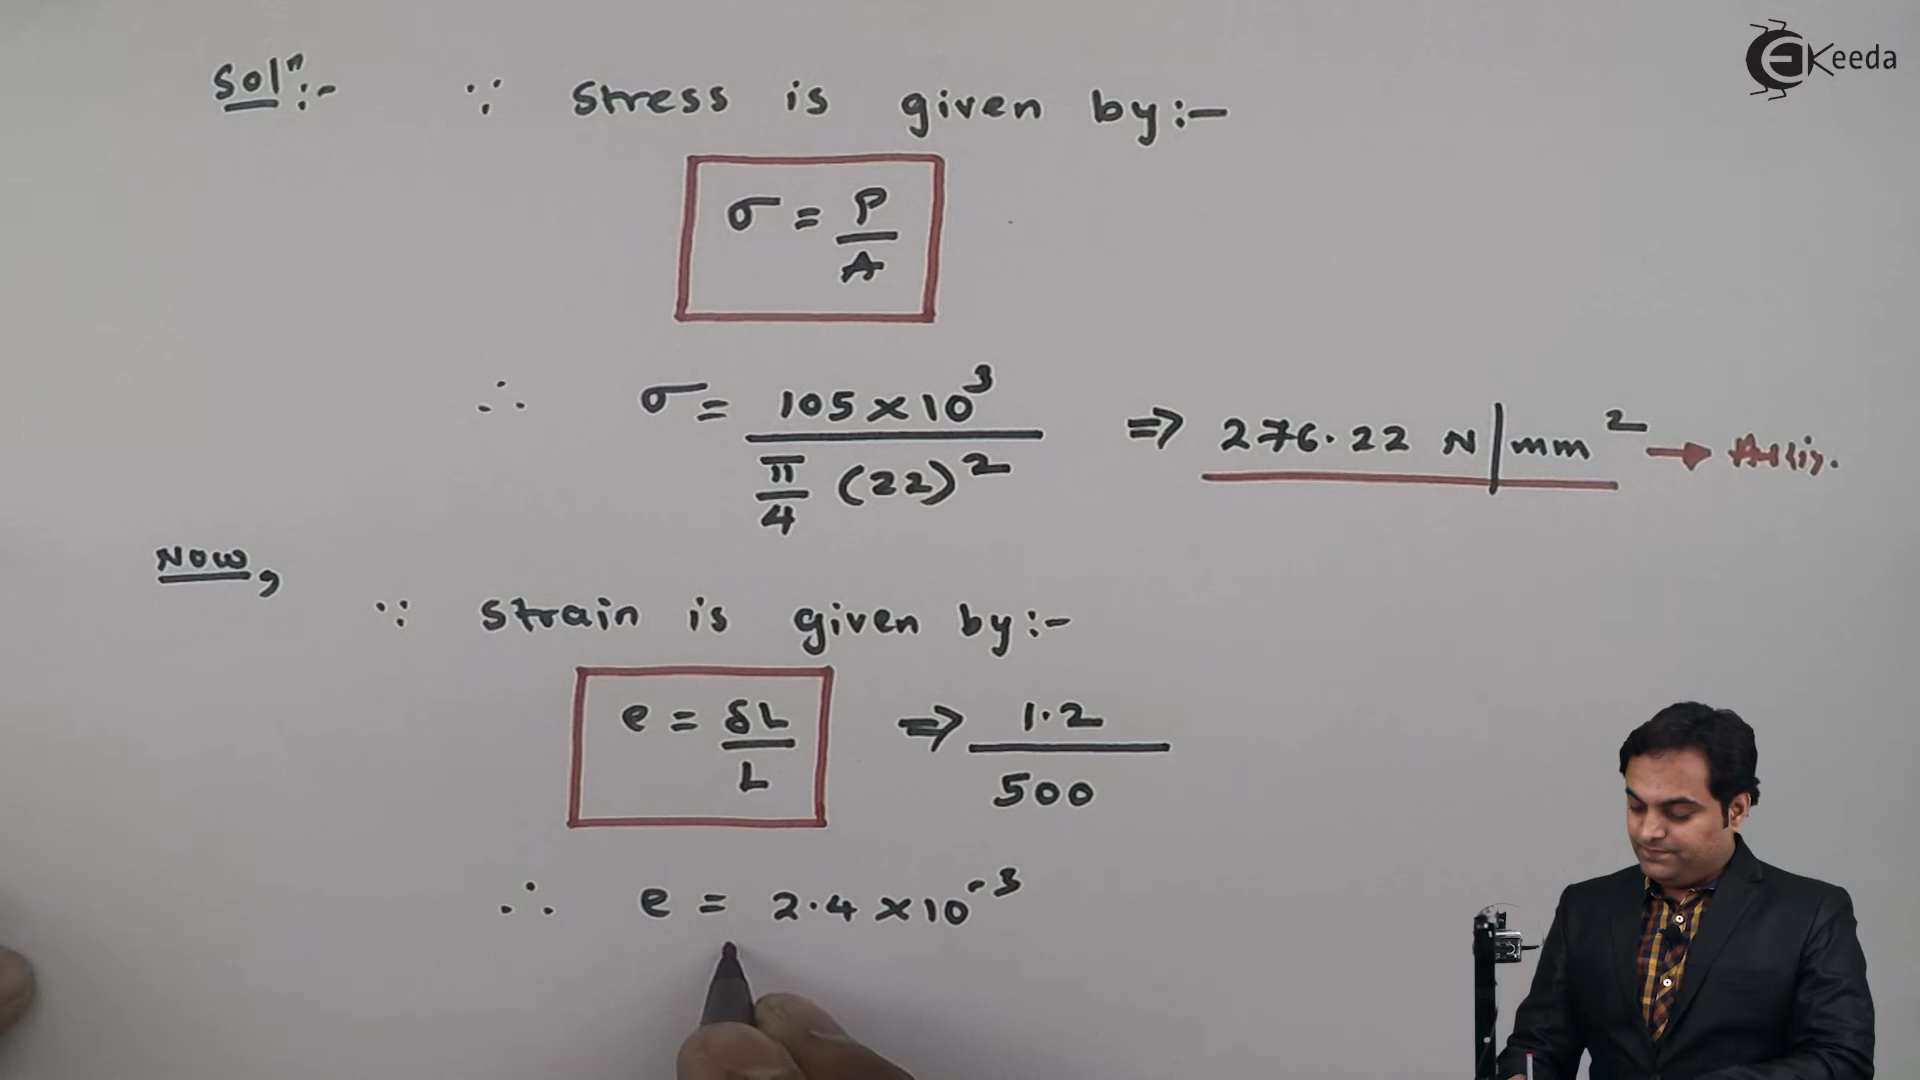 Keeda
Solⁿ:-
∵ Stress is given by:-
σ = P/A
∴ σ = 105×10³ / π/4 (22)² ⇒ 276.22 N/mm² →
Now,
∵ Strain is given by:-
e = δL/L ⇒ 1.2/500
∴ e = 2.4×10⁻³